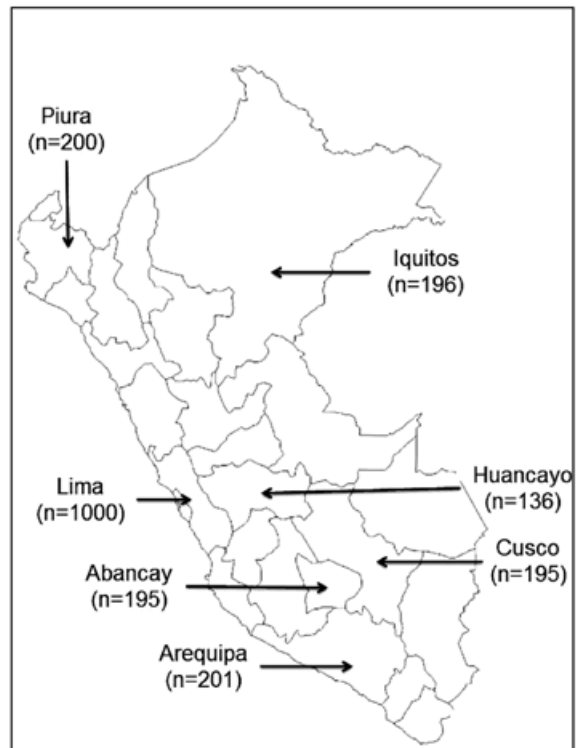 Piura
(n=200)
Iquitos
(n=196)
Huancayo
(n=136)
Lima
(n=1000)
Cusco
(n=195)
Abancay
(n=195)
Arequipa
(n=201)